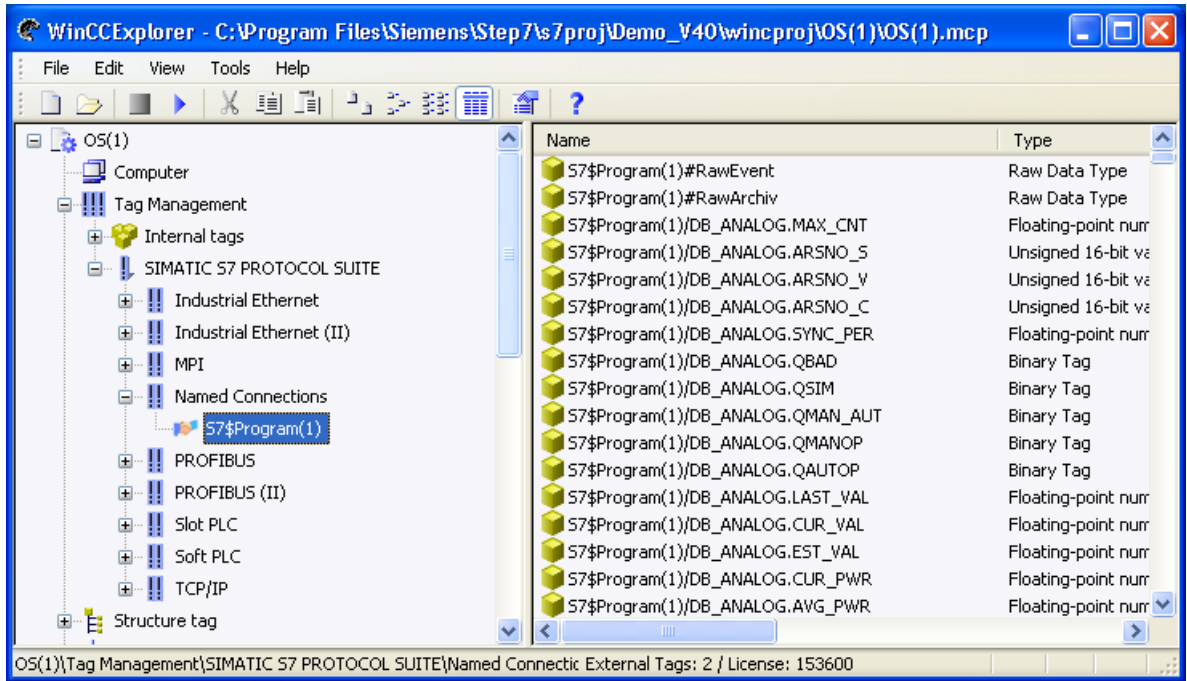 WinCCExplorer - C:\Program Files\Siemens\Step7\s7proj\Demo_V40\wincproj\OS(1)\OS(1).mcp
File Edit View Tools Help
OS(1)
Computer
Tag Management
Internal tags
SIMATIC S7 PROTOCOL SUITE
Industrial Ethernet
Industrial Ethernet (II)
MPI
Named Connections
S7$Program(1)
PROFIBUS
PROFIBUS (II)
Slot PLC
Soft PLC
TCP/IP
Structure tag
Name Type
S7$Program(1)#RawEvent Raw Data Type
S7$Program(1)#RawArchiv Raw Data Type
S7$Program(1)/DB_ANALOG.MAX_CNT Floating-point num
S7$Program(1)/DB_ANALOG.ARSNO_S Unsigned 16-bit va
S7$Program(1)/DB_ANALOG.ARSNO_V Unsigned 16-bit va
S7$Program(1)/DB_ANALOG.ARSNO_C Unsigned 16-bit va
S7$Program(1)/DB_ANALOG.SYNC_PER Floating-point num
S7$Program(1)/DB_ANALOG.QBAD Binary Tag
S7$Program(1)/DB_ANALOG.QSIM Binary Tag
S7$Program(1)/DB_ANALOG.QMAN_AUT Binary Tag
S7$Program(1)/DB_ANALOG.QMANOP Binary Tag
S7$Program(1)/DB_ANALOG.QAUTOP Binary Tag
S7$Program(1)/DB_ANALOG.LAST_VAL Floating-point num
S7$Program(1)/DB_ANALOG.CUR_VAL Floating-point num
S7$Program(1)/DB_ANALOG.EST_VAL Floating-point num
S7$Program(1)/DB_ANALOG.CUR_PWR Floating-point num
S7$Program(1)/DB_ANALOG.AVG_PWR Floating-point num
OS(1)\Tag Management\SIMATIC S7 PROTOCOL SUITE\Named Connectic External Tags: 2 / License: 153600